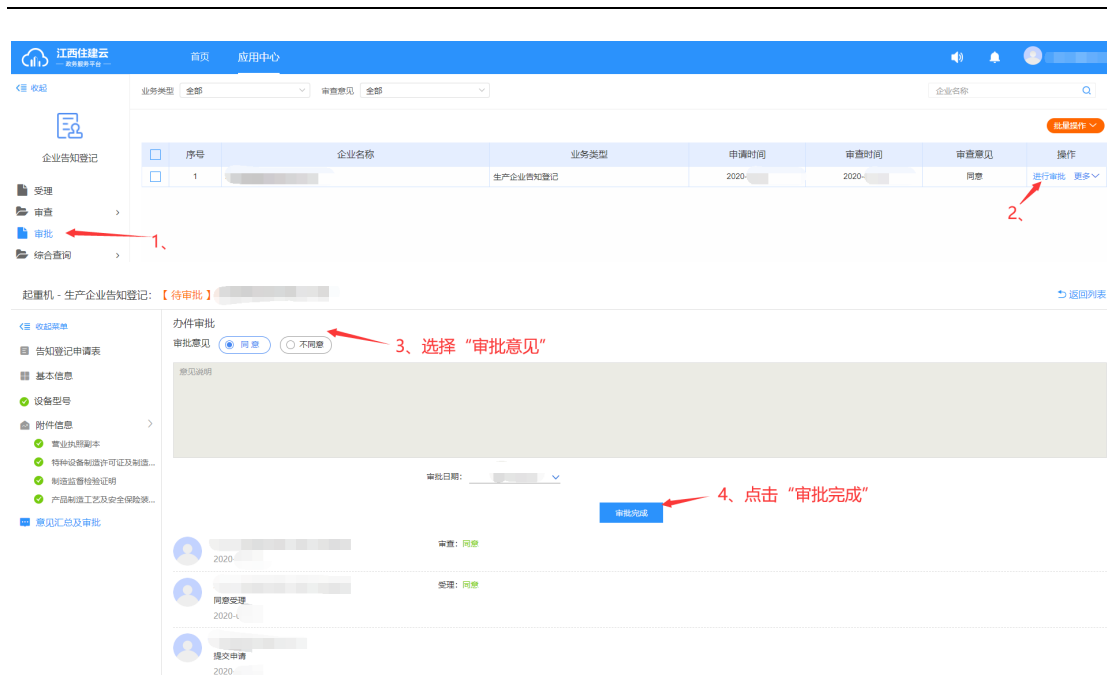 江西住建云
— 政务服务平台 —
首页 应用中心
收起
业务类型 全部 审查意见 全部 企业名称
批量操作
企业告知登记
序号 企业名称 业务类型 申请时间 审查时间 审查意见 操作
1 生产企业告知登记 2020- 2020- 同意 进行审批 更多
受理
审查
审批
综合查询
1、
2、
起重机 - 生产企业告知登记：【 待审批 】 返回列表
收起菜单
告知登记申请表
基本信息
设备型号
附件信息
营业执照副本
特种设备制造许可证及制造...
制造监督检验证明
产品制造工艺及安全保险装...
意见汇总及审批
办件审批
审批意见 同意 不同意
3、选择“审批意见”
意见说明
审批日期：
审批完成
4、点击“审批完成”
审查：同意
2020-
受理：同意
同意受理
2020-
提交申请
2020-